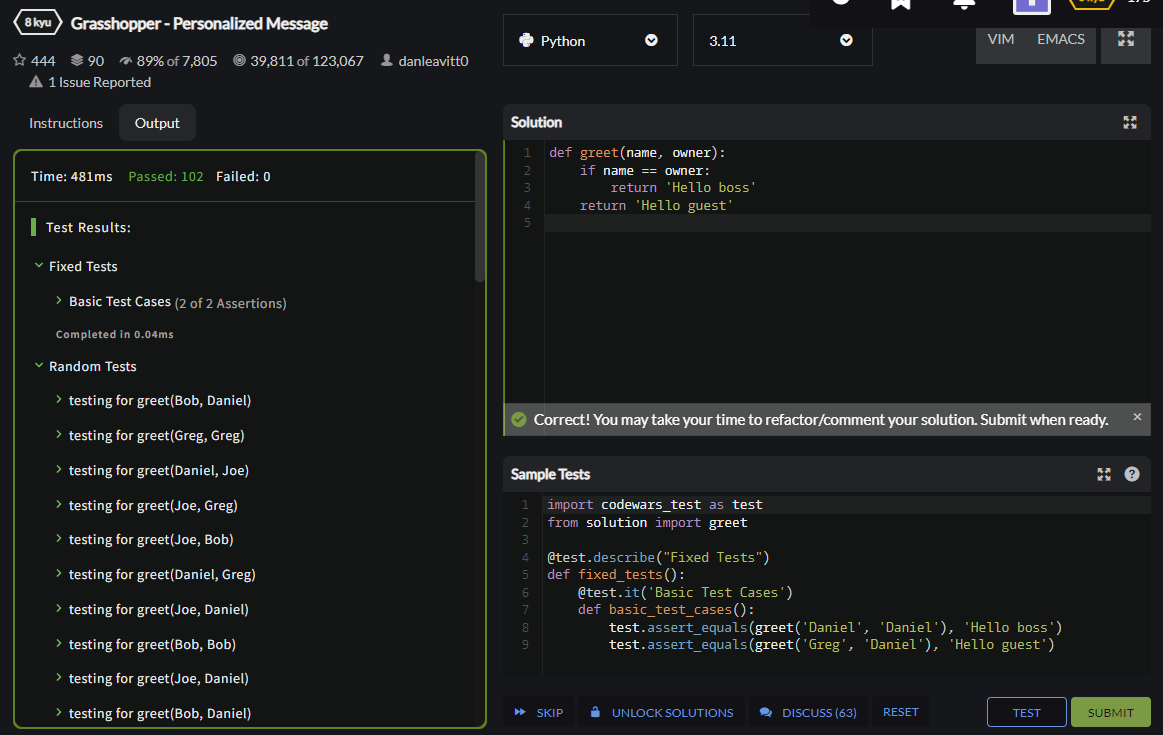 8 kyu Grasshopper - Personalized Message
444 90 89% of 7,805 39,811 of 123,067 danleavitt0
1 Issue Reported
Instructions Output
Time: 481ms Passed: 102 Failed: 0
Test Results:
Fixed Tests
Basic Test Cases (2 of 2 Assertions)
Completed in 0.04ms
Random Tests
testing for greet(Bob, Daniel)
testing for greet(Greg, Greg)
testing for greet(Daniel, Joe)
testing for greet(Joe, Greg)
testing for greet(Joe, Bob)
testing for greet(Daniel, Greg)
testing for greet(Joe, Daniel)
testing for greet(Bob, Bob)
testing for greet(Joe, Daniel)
testing for greet(Bob, Daniel)
Python 3.11 VIM EMACS
Solution
1 def greet(name, owner):
2 if name == owner:
3 return 'Hello boss'
4 return 'Hello guest'
5
Correct! You may take your time to refactor/comment your solution. Submit when ready. ×
Sample Tests ?
1 import codewars_test as test
2 from solution import greet
3
4 @test.describe("Fixed Tests")
5 def fixed_tests():
6 @test.it('Basic Test Cases')
7 def basic_test_cases():
8 test.assert_equals(greet('Daniel', 'Daniel'), 'Hello boss')
9 test.assert_equals(greet('Greg', 'Daniel'), 'Hello guest')
SKIP UNLOCK SOLUTIONS DISCUSS (63) RESET TEST SUBMIT